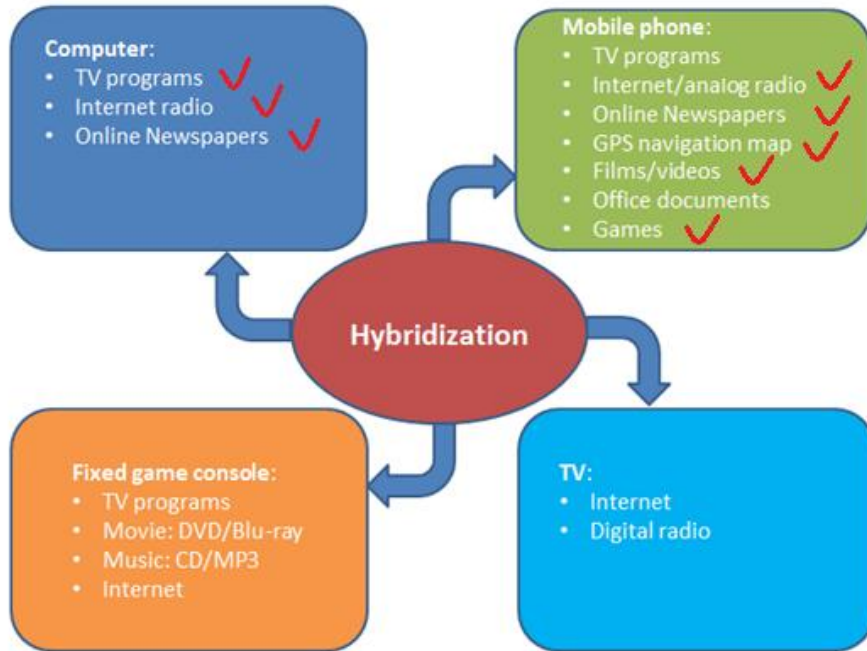 Computer:
• TV programs
• Internet radio
• Online Newspapers
Mobile phone:
• TV programs
• Internet/analog radio
• Online Newspapers
• GPS navigation map
• Films/videos
• Office documents
• Games
Hybridization
Fixed game console:
• TV programs
• Movie: DVD/Blu-ray
• Music: CD/MP3
• Internet
TV:
• Internet
• Digital radio